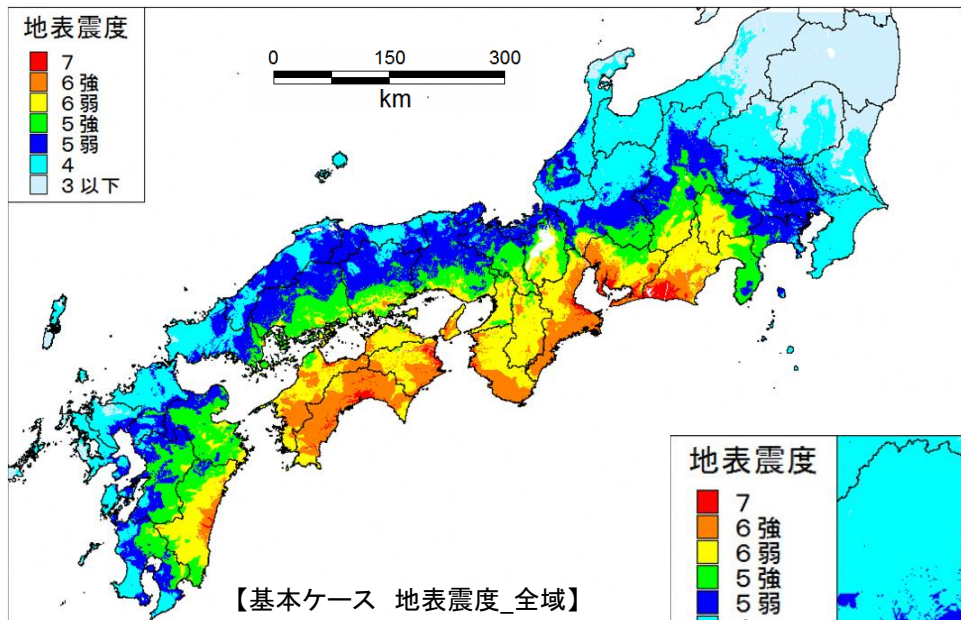 地表震度
7
6強
6弱
5強
5弱
4
3以下
0 150 300
km
【基本ケース 地表震度_全域】
地表震度
7
6強
6弱
5強
5弱